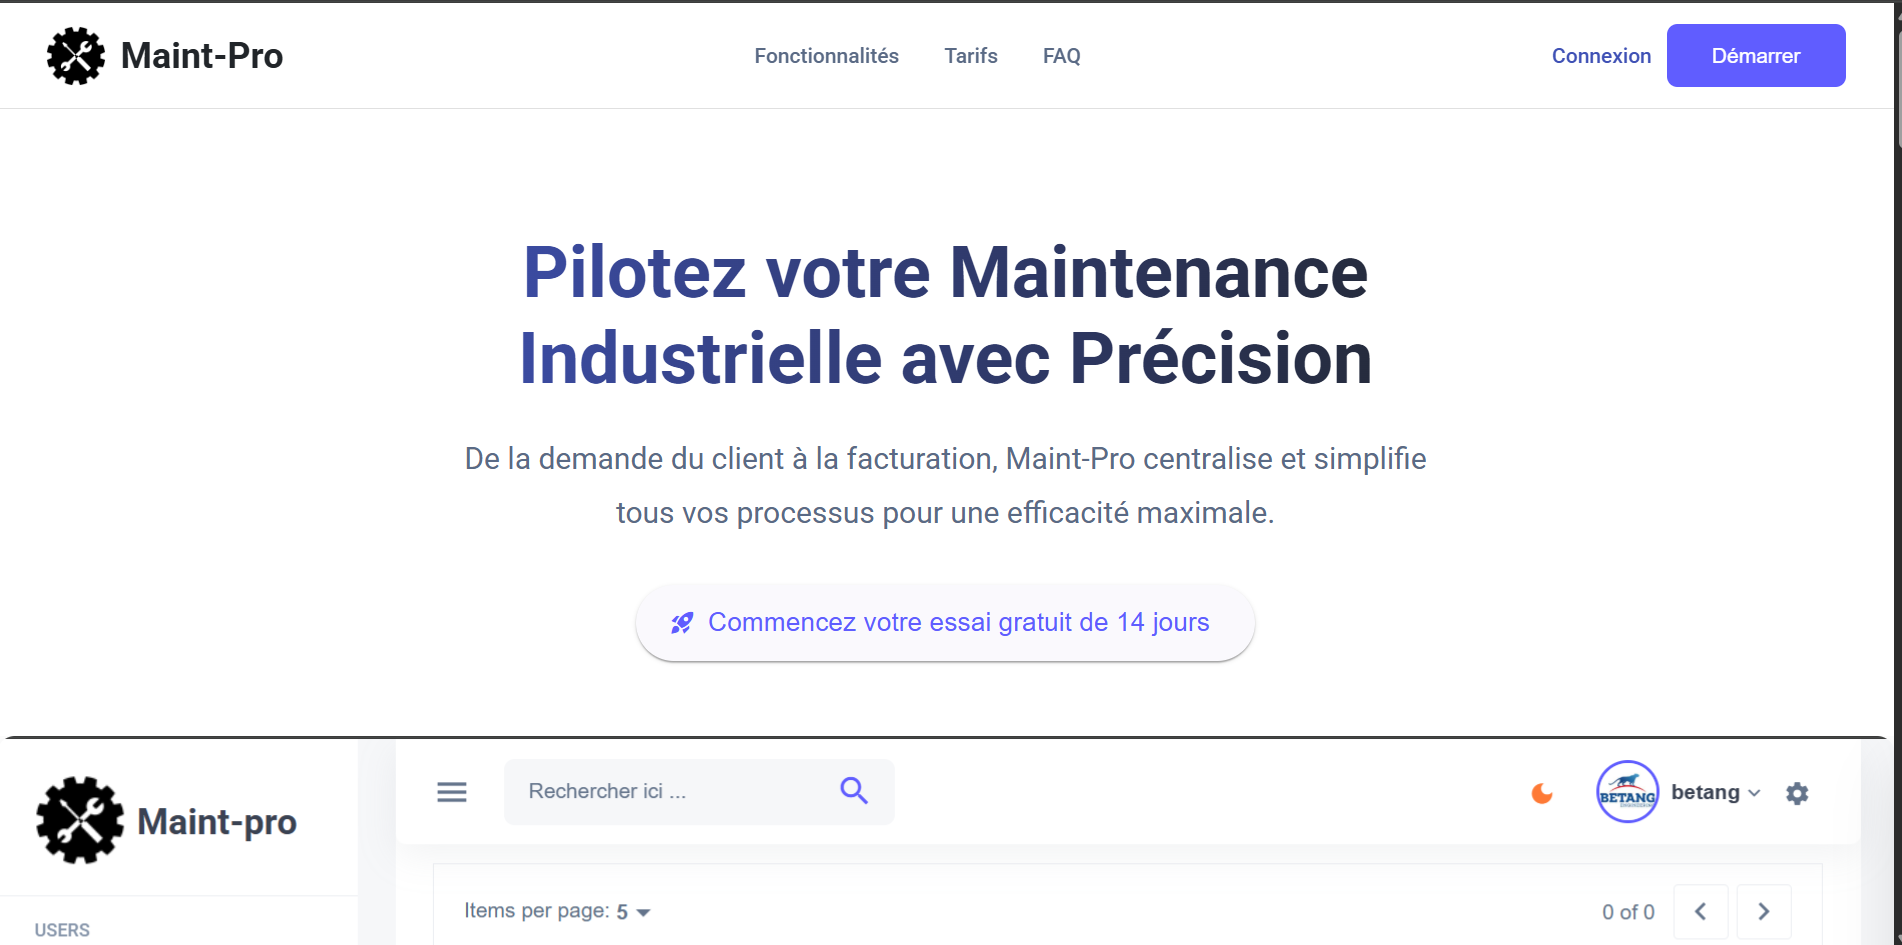 Maint-Pro
Fonctionnalités
Tarifs
FAQ
Connexion
Démarrer
Pilotez votre Maintenance
Industrielle avec Précision
De la demande du client à la facturation, Maint-Pro centralise et simplifie
tous vos processus pour une efficacité maximale.
Commencez votre essai gratuit de 14 jours
Maint-pro
Rechercher ici ...
BETANG
betang
Items per page: 5
0 of 0
USERS